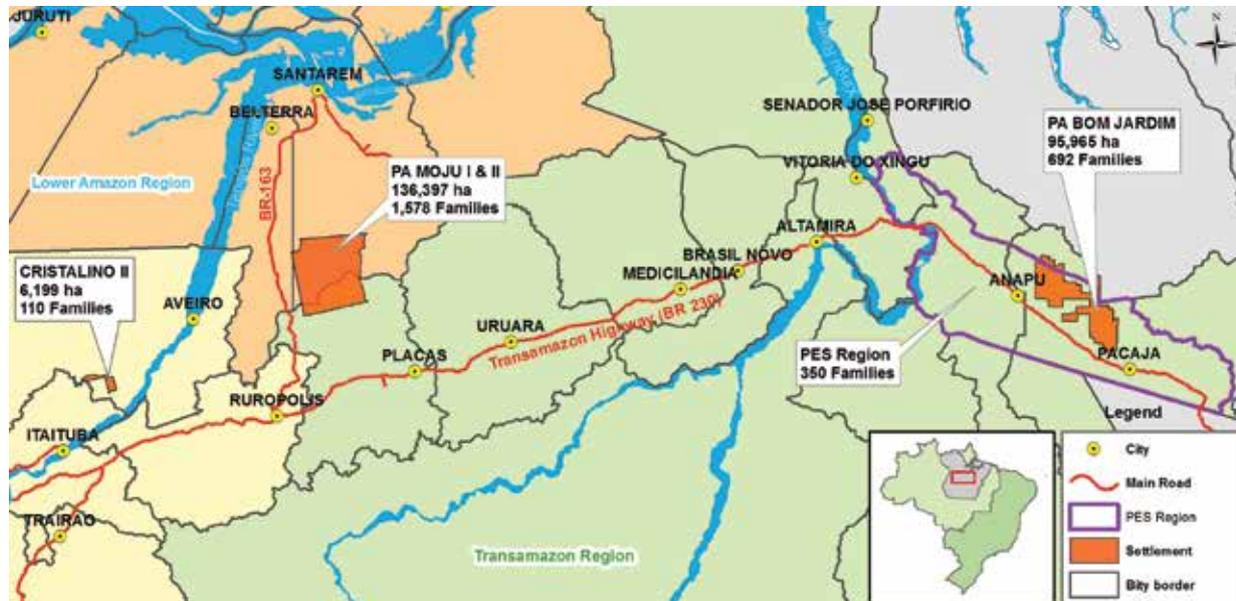 JURUTI
SANTAREM
BELTERRA
Lower Amazon Region
BR-163
PA MOJU I & II
136,397 ha
1,578 Families
CRISTALINO II
6,199 ha
110 Families
AVEIRO
ITAITUBA
TRAIRAO
RUROPOLIS
PLACAS
URUARA
Transamazon Highway (BR 230)
MEDICILANDIA
BRASIL NOVO
ALTAMIRA
VITORIA DO XINGU
SENADOR JOSE PORFIRIO
N
PA BOM JARDIM
95,965 ha
692 Families
ANAPU
PACAJA
PES Region
350 Families
Transamazon Region
Legend
City
Main Road
PES Region
Settlement
Bity border